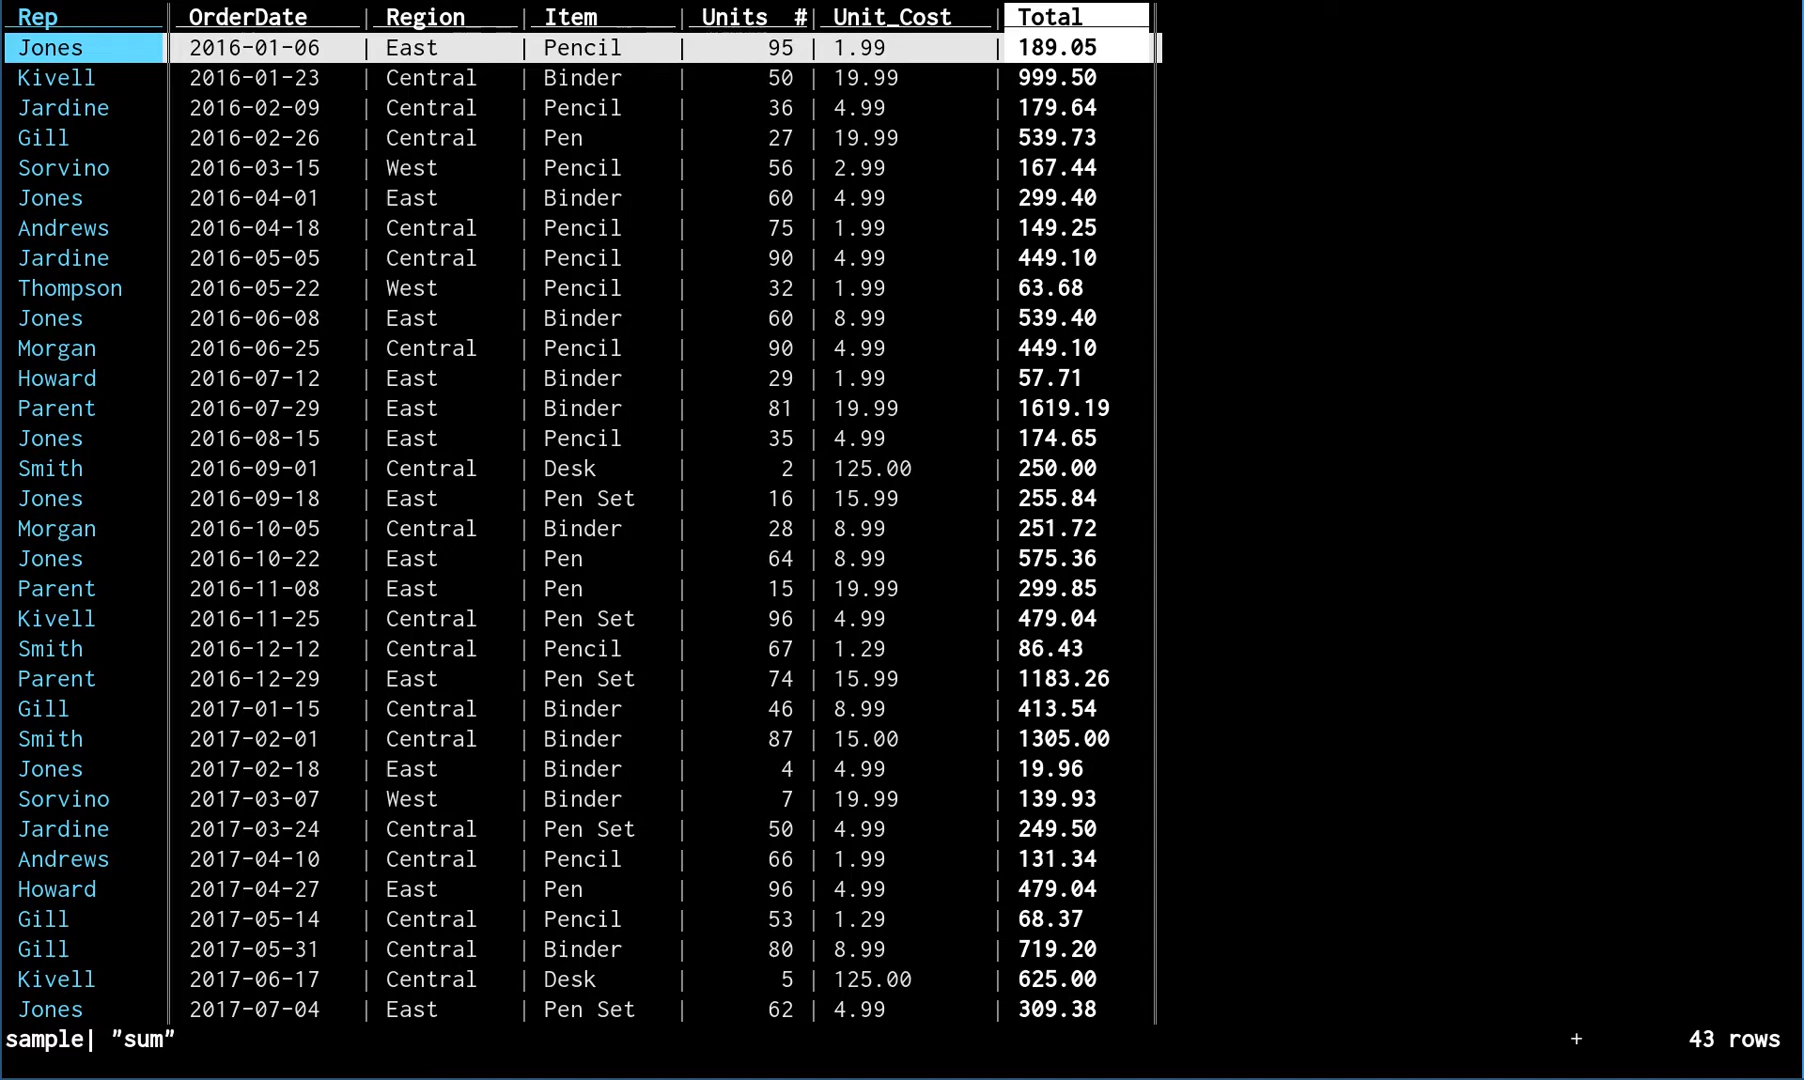 Rep | OrderDate | Region | Item | Units # | Unit_Cost | Total
Jones | 2016-01-06 | East | Pencil | 95 | 1.99 | 189.05
Kivell | 2016-01-23 | Central | Binder | 50 | 19.99 | 999.50
Jardine | 2016-02-09 | Central | Pencil | 36 | 4.99 | 179.64
Gill | 2016-02-26 | Central | Pen | 27 | 19.99 | 539.73
Sorvino | 2016-03-15 | West | Pencil | 56 | 2.99 | 167.44
Jones | 2016-04-01 | East | Binder | 60 | 4.99 | 299.40
Andrews | 2016-04-18 | Central | Pencil | 75 | 1.99 | 149.25
Jardine | 2016-05-05 | Central | Pencil | 90 | 4.99 | 449.10
Thompson | 2016-05-22 | West | Pencil | 32 | 1.99 | 63.68
Jones | 2016-06-08 | East | Binder | 60 | 8.99 | 539.40
Morgan | 2016-06-25 | Central | Pencil | 90 | 4.99 | 449.10
Howard | 2016-07-12 | East | Binder | 29 | 1.99 | 57.71
Parent | 2016-07-29 | East | Binder | 81 | 19.99 | 1619.19
Jones | 2016-08-15 | East | Pencil | 35 | 4.99 | 174.65
Smith | 2016-09-01 | Central | Desk | 2 | 125.00 | 250.00
Jones | 2016-09-18 | East | Pen Set | 16 | 15.99 | 255.84
Morgan | 2016-10-05 | Central | Binder | 28 | 8.99 | 251.72
Jones | 2016-10-22 | East | Pen | 64 | 8.99 | 575.36
Parent | 2016-11-08 | East | Pen | 15 | 19.99 | 299.85
Kivell | 2016-11-25 | Central | Pen Set | 96 | 4.99 | 479.04
Smith | 2016-12-12 | Central | Pencil | 67 | 1.29 | 86.43
Parent | 2016-12-29 | East | Pen Set | 74 | 15.99 | 1183.26
Gill | 2017-01-15 | Central | Binder | 46 | 8.99 | 413.54
Smith | 2017-02-01 | Central | Binder | 87 | 15.00 | 1305.00
Jones | 2017-02-18 | East | Binder | 4 | 4.99 | 19.96
Sorvino | 2017-03-07 | West | Binder | 7 | 19.99 | 139.93
Jardine | 2017-03-24 | Central | Pen Set | 50 | 4.99 | 249.50
Andrews | 2017-04-10 | Central | Pencil | 66 | 1.99 | 131.34
Howard | 2017-04-27 | East | Pen | 96 | 4.99 | 479.04
Gill | 2017-05-14 | Central | Pencil | 53 | 1.29 | 68.37
Gill | 2017-05-31 | Central | Binder | 80 | 8.99 | 719.20
Kivell | 2017-06-17 | Central | Desk | 5 | 125.00 | 625.00
Jones | 2017-07-04 | East | Pen Set | 62 | 4.99 | 309.38
sample| "sum" + 43 rows